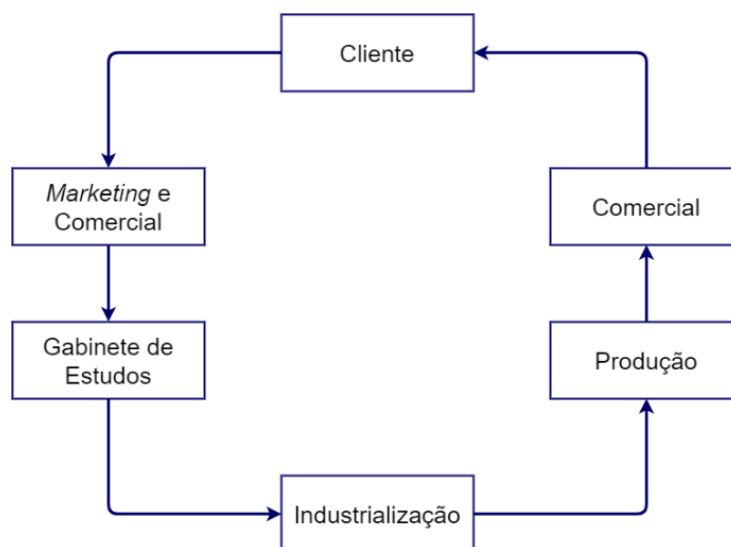 Cliente
Marketing e
Comercial
Comercial
Gabinete de
Estudos
Produção
Industrialização